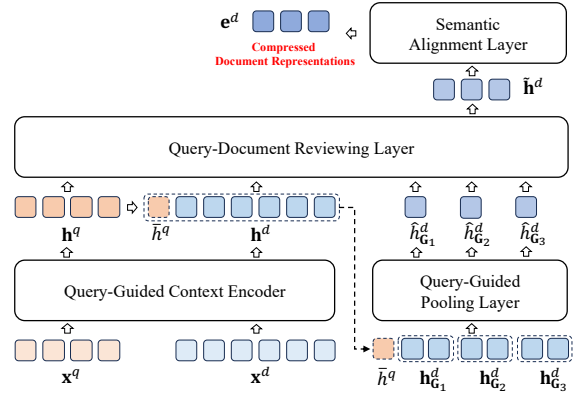 𝐞^d
Compressed
Document Representations
Semantic
Alignment Layer
𝐡̃^d
Query-Document Reviewing Layer
𝐡^q
h̄^q
𝐡^d
ĥ^d_𝐆₁
ĥ^d_𝐆₂
ĥ^d_𝐆₃
Query-Guided Context Encoder
Query-Guided
Pooling Layer
𝐱^q
𝐱^d
h̄^q
𝐡^d_𝐆₁
𝐡^d_𝐆₂
𝐡^d_𝐆₃